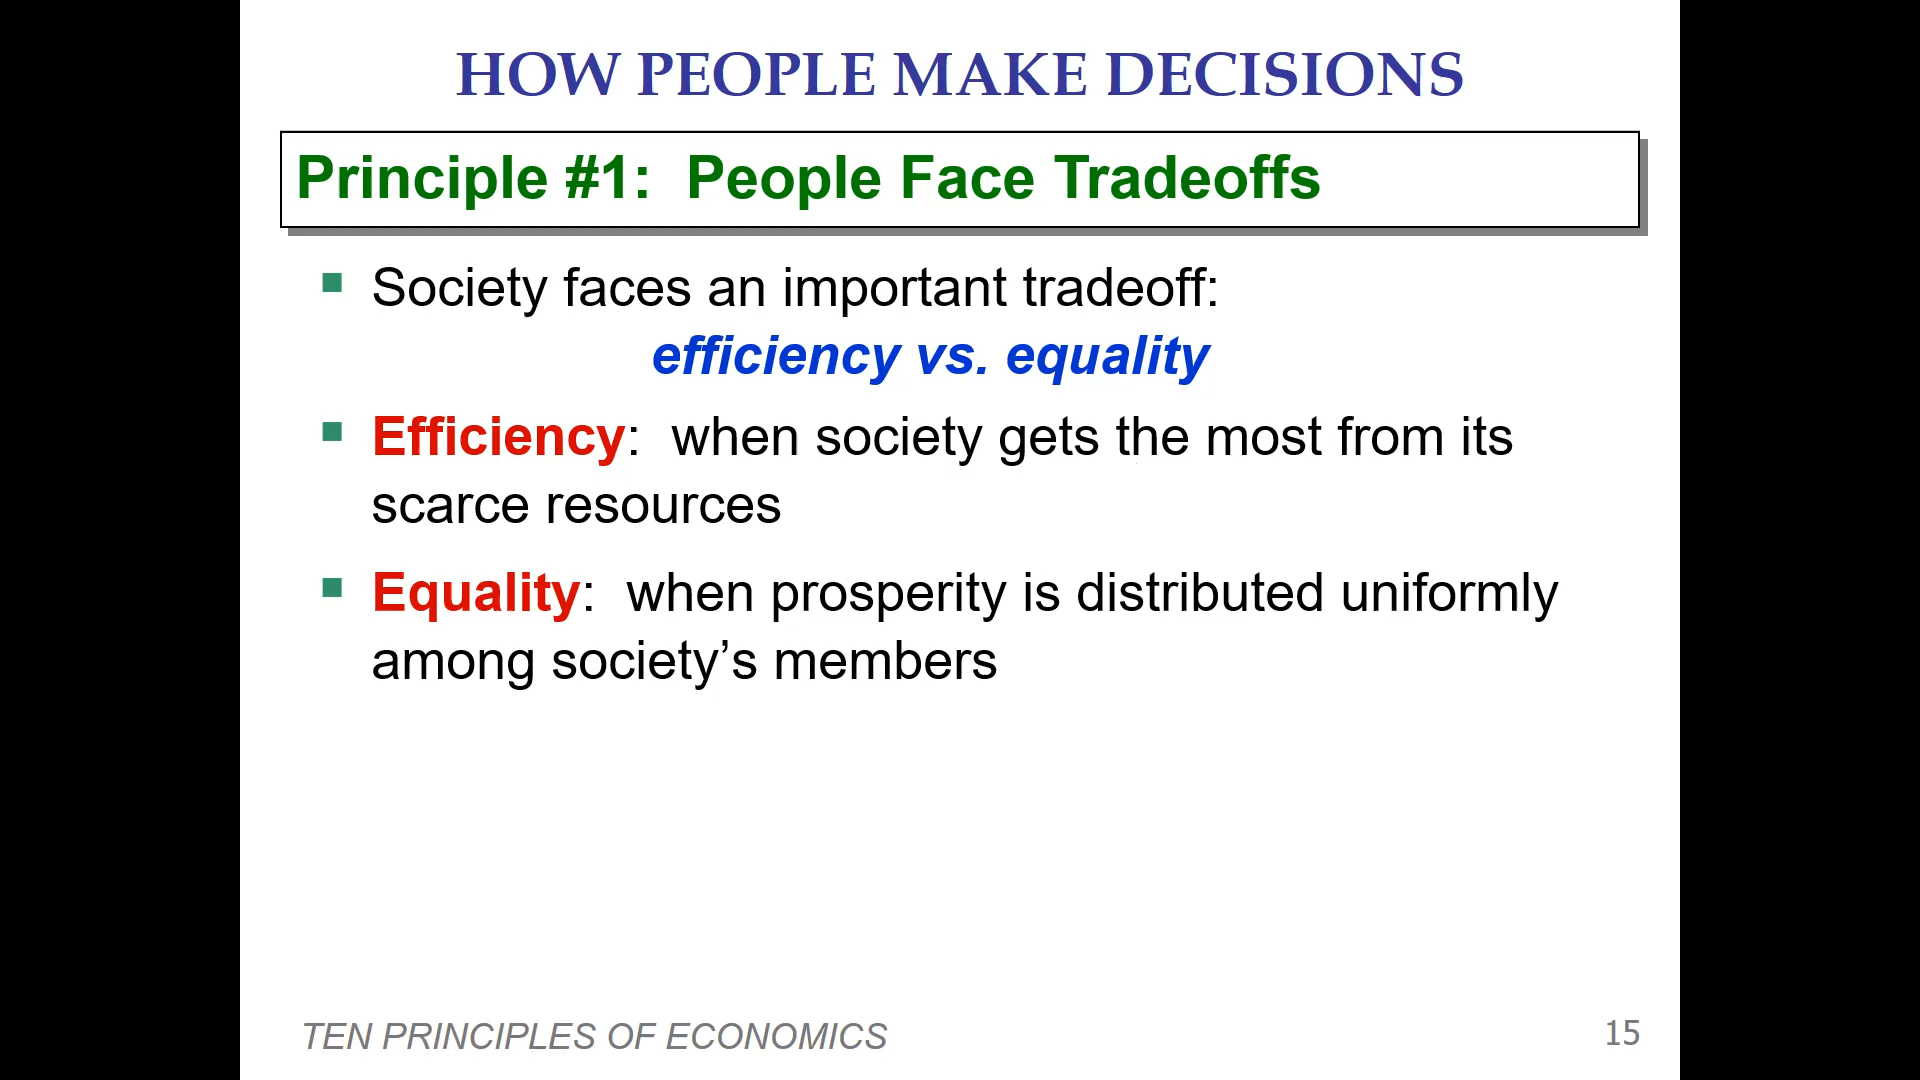 HOW PEOPLE MAKE DECISIONS
Principle #1:  People Face Tradeoffs
Society faces an important tradeoff:
efficiency vs. equality
Efficiency:  when society gets the most from its
scarce resources
Equality:  when prosperity is distributed uniformly
among society’s members
TEN PRINCIPLES OF ECONOMICS
15